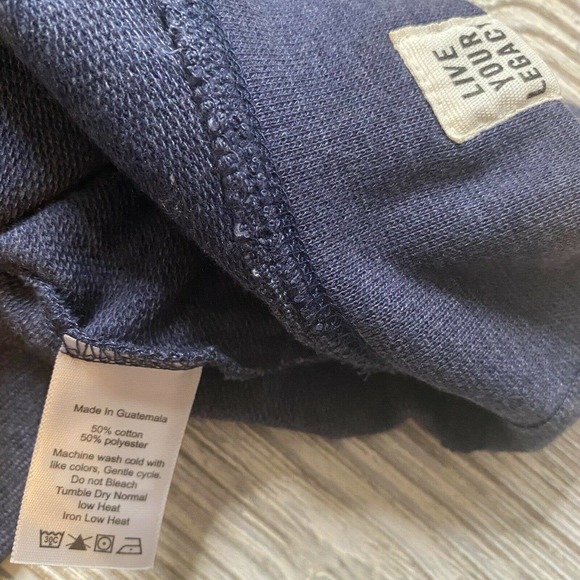 LIVE
YOUR
LEGACY
Made In Guatemala
50% cotton
50% polyester
Machine wash cold with
like colors, Gentle cycle.
Do not Bleach
Tumble Dry Normal
low Heat
Iron Low Heat
30C